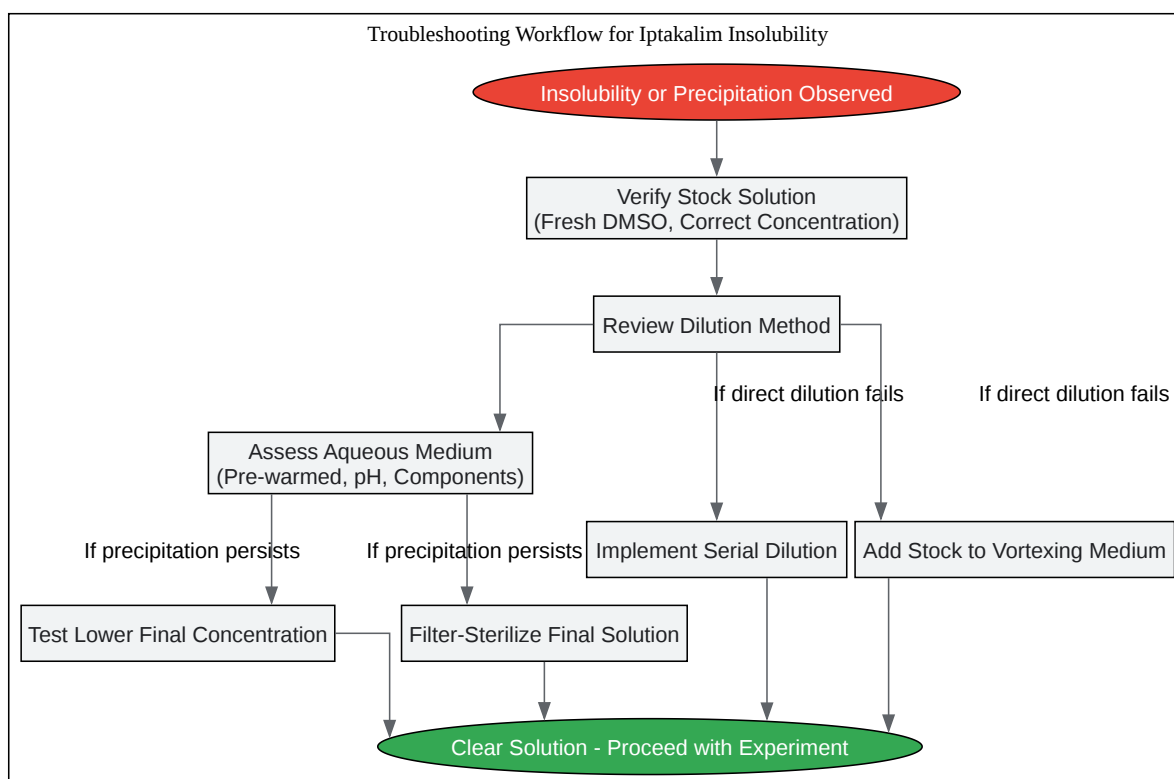 Troubleshooting Workflow for Iptakalim Insolubility
Insolubility or Precipitation Observed
Verify Stock Solution
(Fresh DMSO, Correct Concentration)
Review Dilution Method
If direct dilution fails
If direct dilution fails
Assess Aqueous Medium
(Pre-warmed, pH, Components)
If precipitation persists
If precipitation persists
Implement Serial Dilution
Add Stock to Vortexing Medium
Test Lower Final Concentration
Filter-Sterilize Final Solution
Clear Solution - Proceed with Experiment